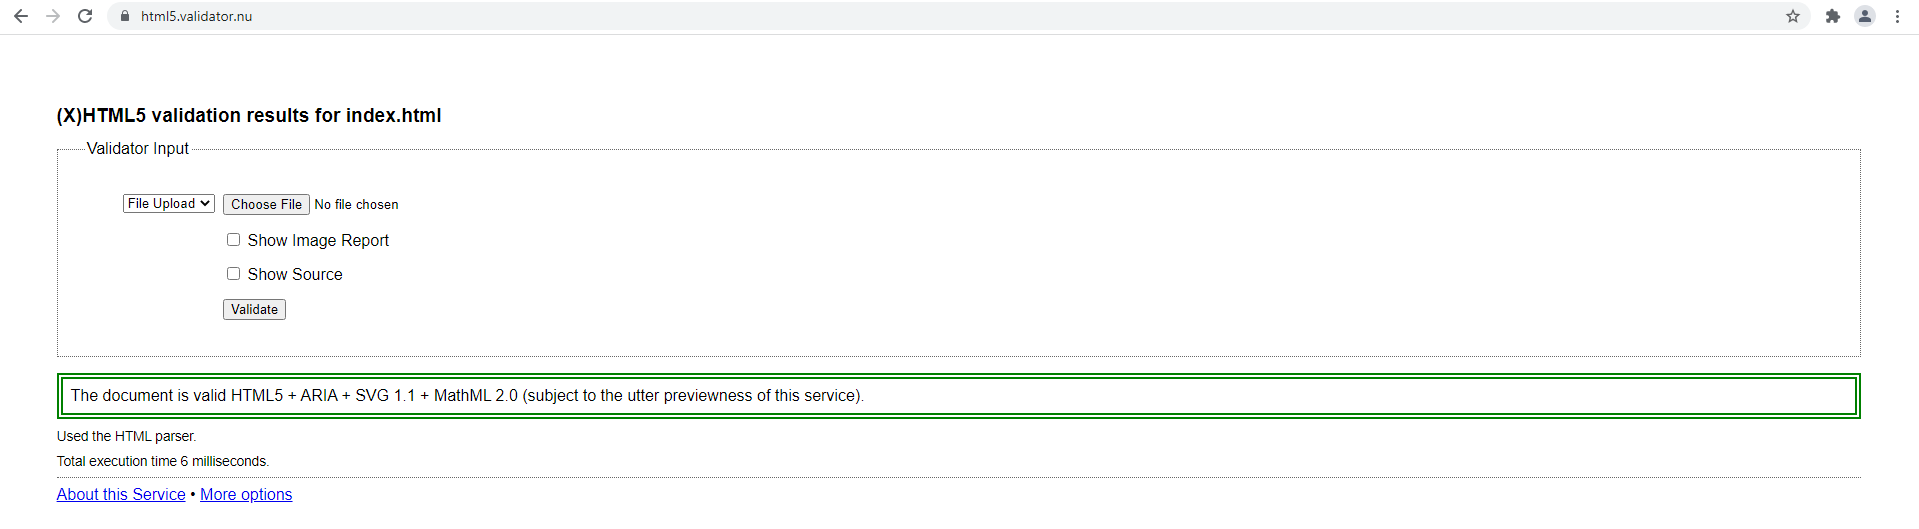 html5.validator.nu
(X)HTML5 validation results for index.html
Validator Input
File Upload Choose File No file chosen
Show Image Report
Show Source
Validate
The document is valid HTML5 + ARIA + SVG 1.1 + MathML 2.0 (subject to the utter previewness of this service).
Used the HTML parser.
Total execution time 6 milliseconds.
About this Service • More options